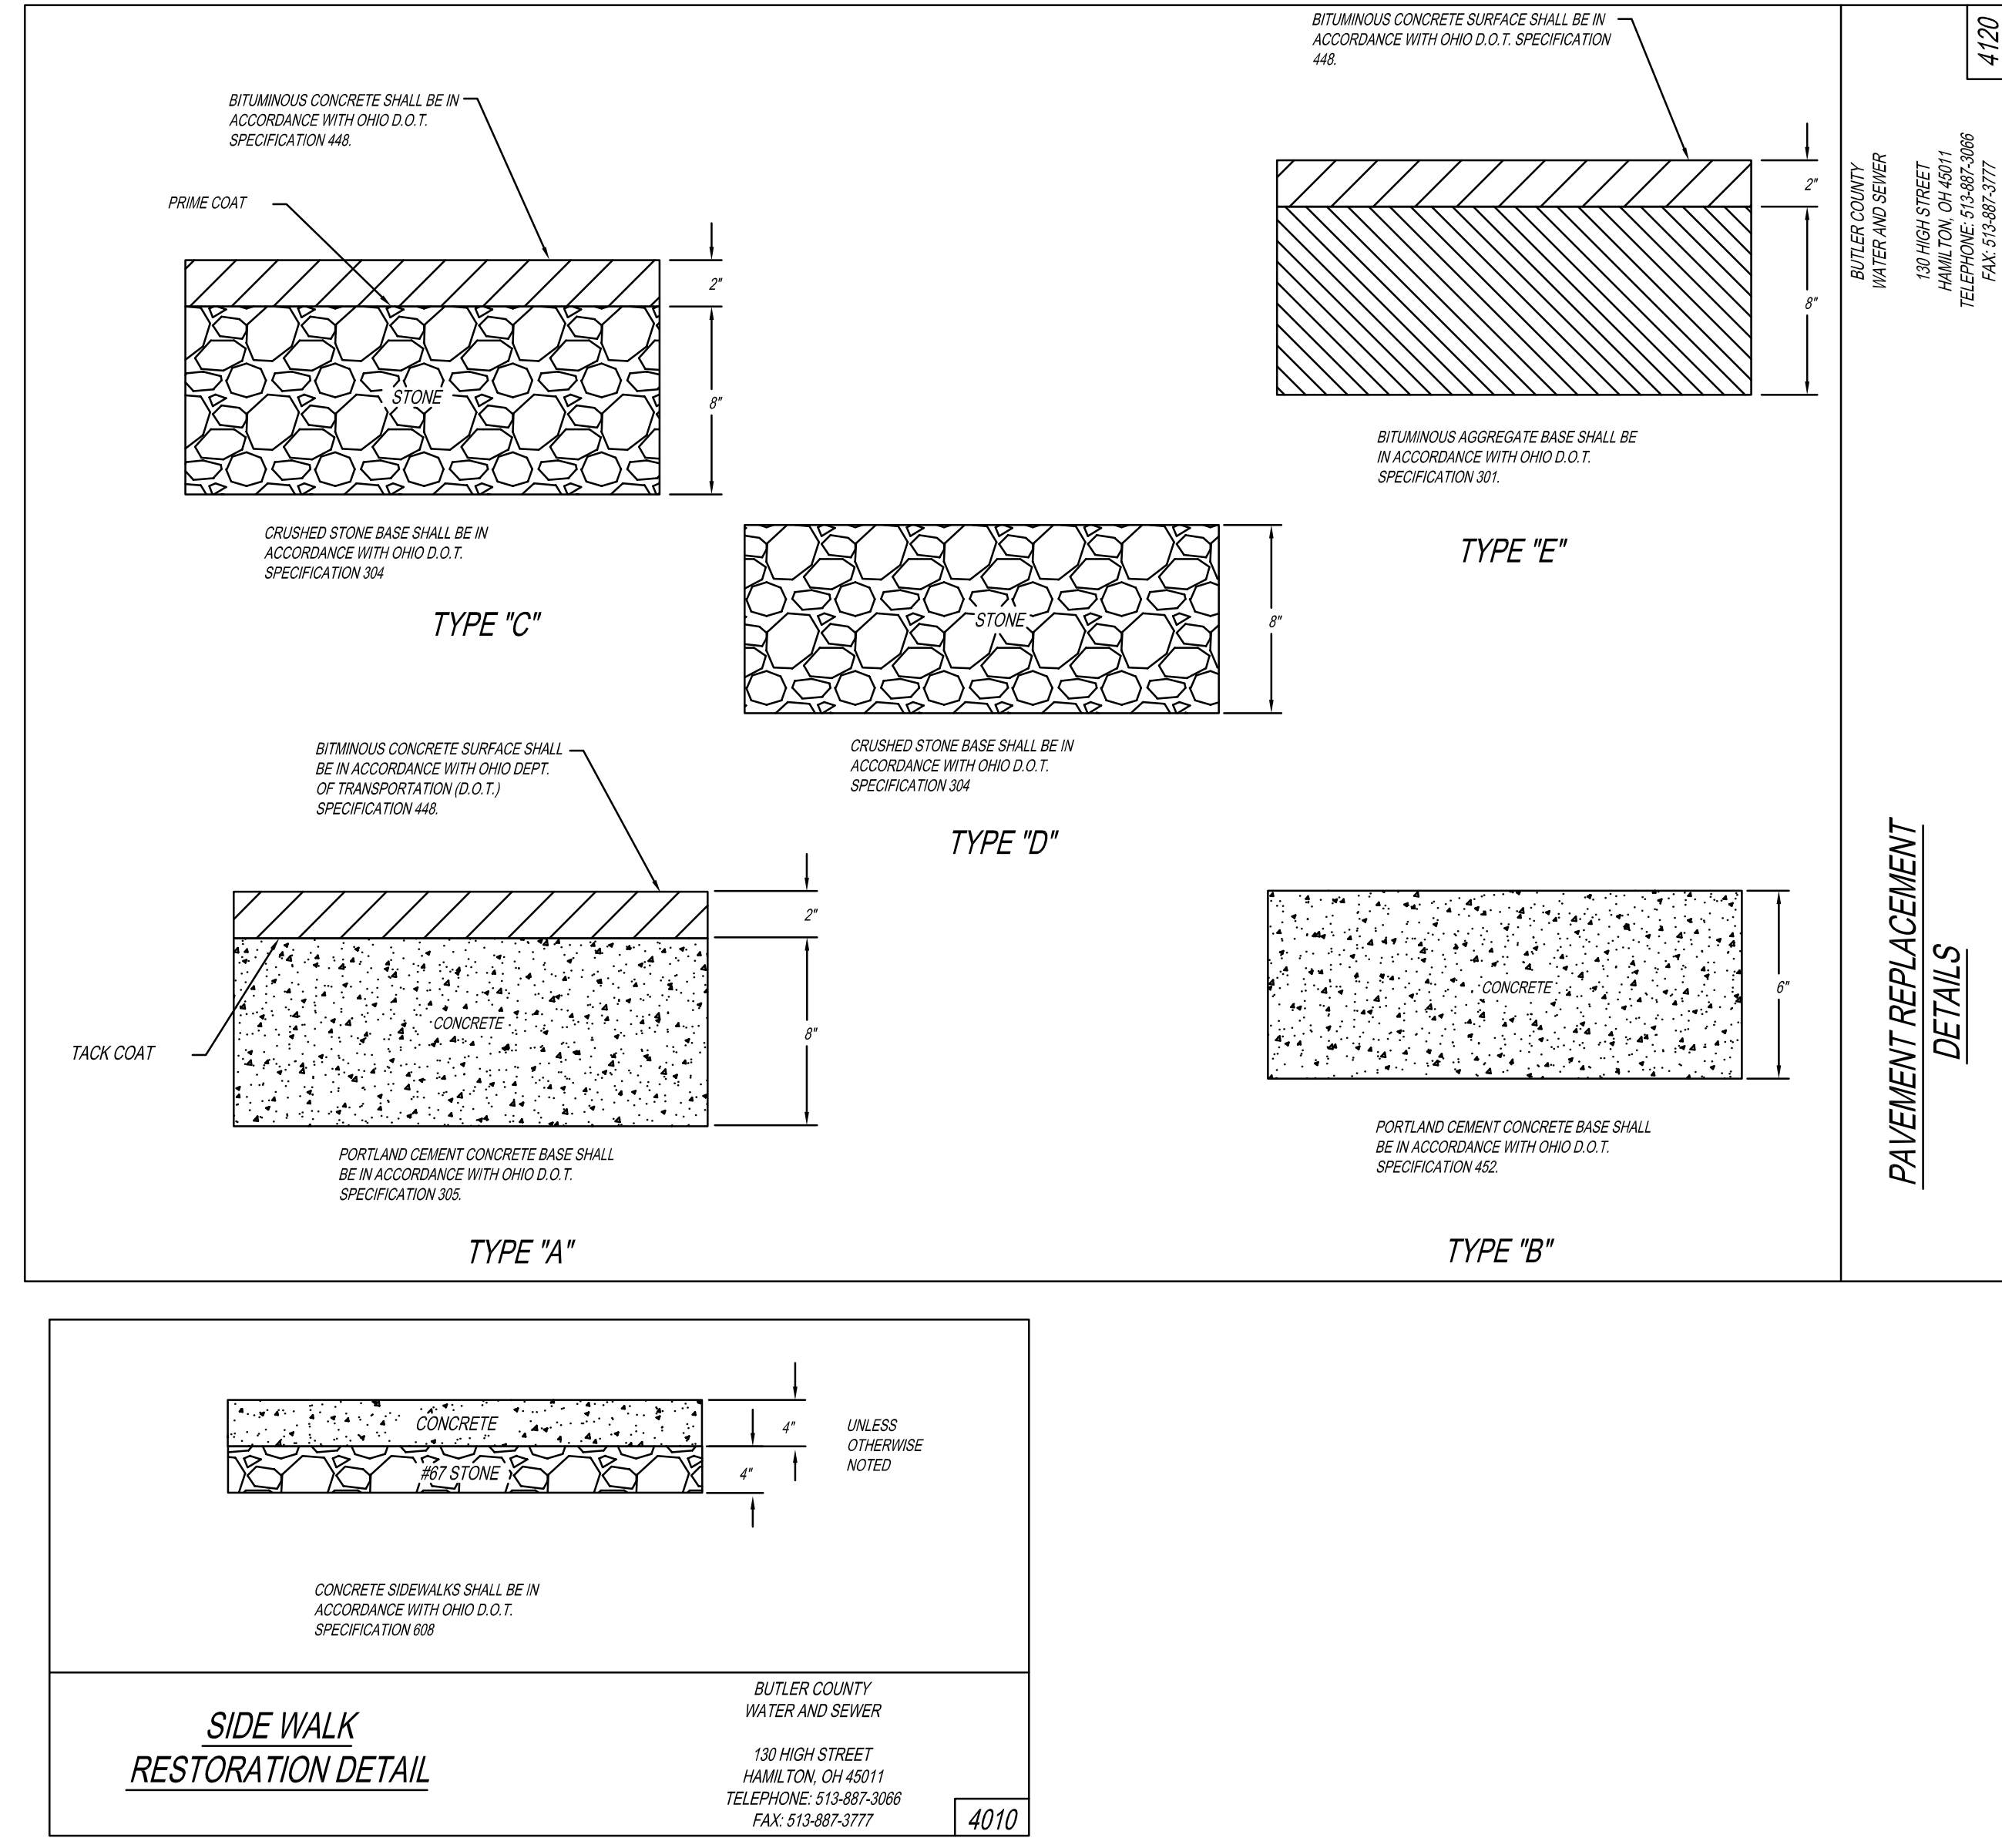 BITUMINOUS CONCRETE SHALL BE IN
ACCORDANCE WITH OHIO D.O.T.
SPECIFICATION 448.
PRIME COAT
2"
STONE
8"
CRUSHED STONE BASE SHALL BE IN
ACCORDANCE WITH OHIO D.O.T.
SPECIFICATION 304
TYPE "C"
BITUMINOUS CONCRETE SURFACE SHALL BE IN
ACCORDANCE WITH OHIO D.O.T. SPECIFICATION
448.
2"
8"
BITUMINOUS AGGREGATE BASE SHALL BE
IN ACCORDANCE WITH OHIO D.O.T.
SPECIFICATION 301.
TYPE "E"
STONE
8"
CRUSHED STONE BASE SHALL BE IN
ACCORDANCE WITH OHIO D.O.T.
SPECIFICATION 304
TYPE "D"
BITMINOUS CONCRETE SURFACE SHALL
BE IN ACCORDANCE WITH OHIO DEPT.
OF TRANSPORTATION (D.O.T.)
SPECIFICATION 448.
2"
CONCRETE
8"
TACK COAT
PORTLAND CEMENT CONCRETE BASE SHALL
BE IN ACCORDANCE WITH OHIO D.O.T.
SPECIFICATION 305.
TYPE "A"
CONCRETE
6"
PORTLAND CEMENT CONCRETE BASE SHALL
BE IN ACCORDANCE WITH OHIO D.O.T.
SPECIFICATION 452.
TYPE "B"
PAVEMENT REPLACEMENT
DETAILS
BUTLER COUNTY
WATER AND SEWER
130 HIGH STREET
HAMILTON, OH 45011
TELEPHONE: 513-887-3066
FAX: 513-887-3777
4120
CONCRETE
4"
#67 STONE
4"
UNLESS
OTHERWISE
NOTED
CONCRETE SIDEWALKS SHALL BE IN
ACCORDANCE WITH OHIO D.O.T.
SPECIFICATION 608
SIDE WALK
RESTORATION DETAIL
BUTLER COUNTY
WATER AND SEWER
130 HIGH STREET
HAMILTON, OH 45011
TELEPHONE: 513-887-3066
FAX: 513-887-3777
4010